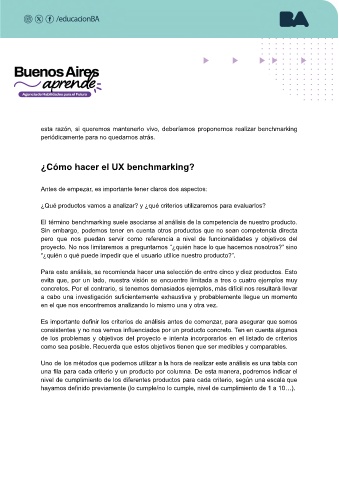 /educacionBA
BA
Buenos Aires
aprende
Agencia de Habilidades para el Futuro
esta razón, si queremos mantenerlo vivo, deberíamos proponernos realizar benchmarking
periódicamente para no quedarnos atrás.
¿Cómo hacer el UX benchmarking?
Antes de empezar, es importante tener claros dos aspectos:
¿Qué productos vamos a analizar? y ¿qué criterios utilizaremos para evaluarlos?
El término benchmarking suele asociarse al análisis de la competencia de nuestro producto.
Sin embargo, podemos tener en cuenta otros productos que no sean competencia directa
pero que nos puedan servir como referencia a nivel de funcionalidades y objetivos del
proyecto. No nos limitaremos a preguntarnos "¿quién hace lo que hacemos nosotros?" sino
"¿quién o qué puede impedir que el usuario utilice nuestro producto?".
Para este análisis, se recomienda hacer una selección de entre cinco y diez productos. Esto
evita que, por un lado, nuestra visión se encuentre limitada a tres o cuatro ejemplos muy
concretos. Por el contrario, si tenemos demasiados ejemplos, más difícil nos resultará llevar
a cabo una investigación suficientemente exhaustiva y probablemente llegue un momento
en el que nos encontremos analizando lo mismo una y otra vez.
Es importante definir los criterios de análisis antes de comenzar, para asegurar que somos
consistentes y no nos vemos influenciados por un producto concreto. Ten en cuenta algunos
de los problemas y objetivos del proyecto e intenta incorporarlos en el listado de criterios
como sea posible. Recuerda que estos objetivos tienen que ser medibles y comparables.
Uno de los métodos que podemos utilizar a la hora de realizar este análisis es una tabla con
una fila para cada criterio y un producto por columna. De esta manera, podremos indicar el
nivel de cumplimiento de los diferentes productos para cada criterio, según una escala que
hayamos definido previamente (lo cumple/no lo cumple, nivel de cumplimiento de 1 a 10…).